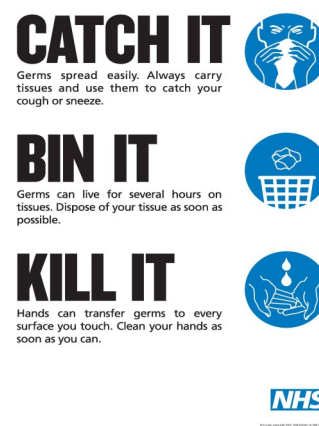 CATCH IT
Germs spread easily. Always carry
tissues and use them to catch your
cough or sneeze.
BIN IT
Germs can live for several hours on
tissues. Dispose of your tissue as soon as
possible.
KILL IT
Hands can transfer germs to every
surface you touch. Clean your hands as
soon as you can.
NHS